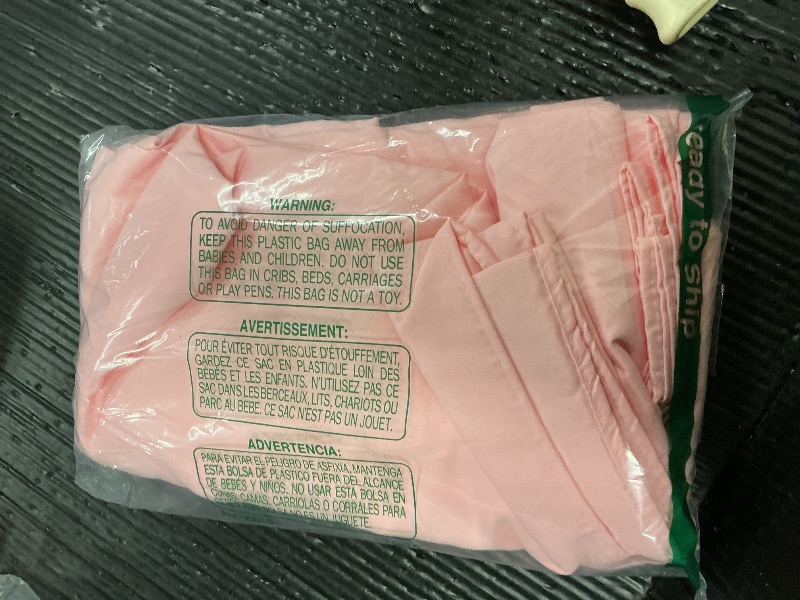 WARNING:
TO AVOID DANGER OF SUFFOCATION,
KEEP THIS PLASTIC BAG AWAY FROM
BABIES AND CHILDREN. DO NOT USE
THIS BAG IN CRIBS, BEDS, CARRIAGES
OR PLAY PENS. THIS BAG IS NOT A TOY.
AVERTISSEMENT:
POUR ÉVITER TOUT RISQUE D'ÉTOUFFEMENT,
GARDEZ CE SAC EN PLASTIQUE LOIN DES
BÉBÉS ET LES ENFANTS. N'UTILISEZ PAS CE
SAC DANS LES BERCEAUX, LITS, CHARIOTS OU
PARC AU BEBE. CE SAC N'EST PAS UN JOUET.
ADVERTENCIA:
PARA EVITAR EL PELIGRO DE ASFIXIA, MANTENGA
ESTA BOLSA DE PLASTICO FUERA DEL ALCANCE
DE BEBÉS Y NIÑOS. NO USAR ESTA BOLSA EN
CUNAS, CAMAS, CARRIOLAS O CORRALES PARA
NO ES UN JUGUETE.
eady to ship